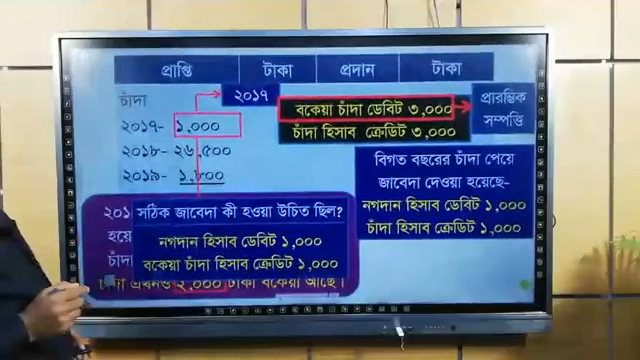 প্রাপ্তি টাকা প্রদান টাকা
চাঁদা
২০১৭
২০১৭- ১,০০০
২০১৮- ২৬,৫০০
২০১৯- ১,৮০০
বকেয়া চাঁদা ডেবিট ৩,০০০
চাঁদা হিসাব ক্রেডিট ৩,০০০
প্রারম্ভিক
সম্পত্তি
বিগত বছরের চাঁদা পেয়ে
জাবেদা দেওয়া হয়েছে-
নগদান হিসাব ডেবিট ১,০০০
চাঁদা হিসাব ক্রেডিট ১,০০০
সঠিক জাবেদা কী হওয়া উচিত ছিল?
নগদান হিসাব ডেবিট ১,০০০
বকেয়া চাঁদা হিসাব ক্রেডিট ১,০০০
২,০০০ টাকা বকেয়া আছে।